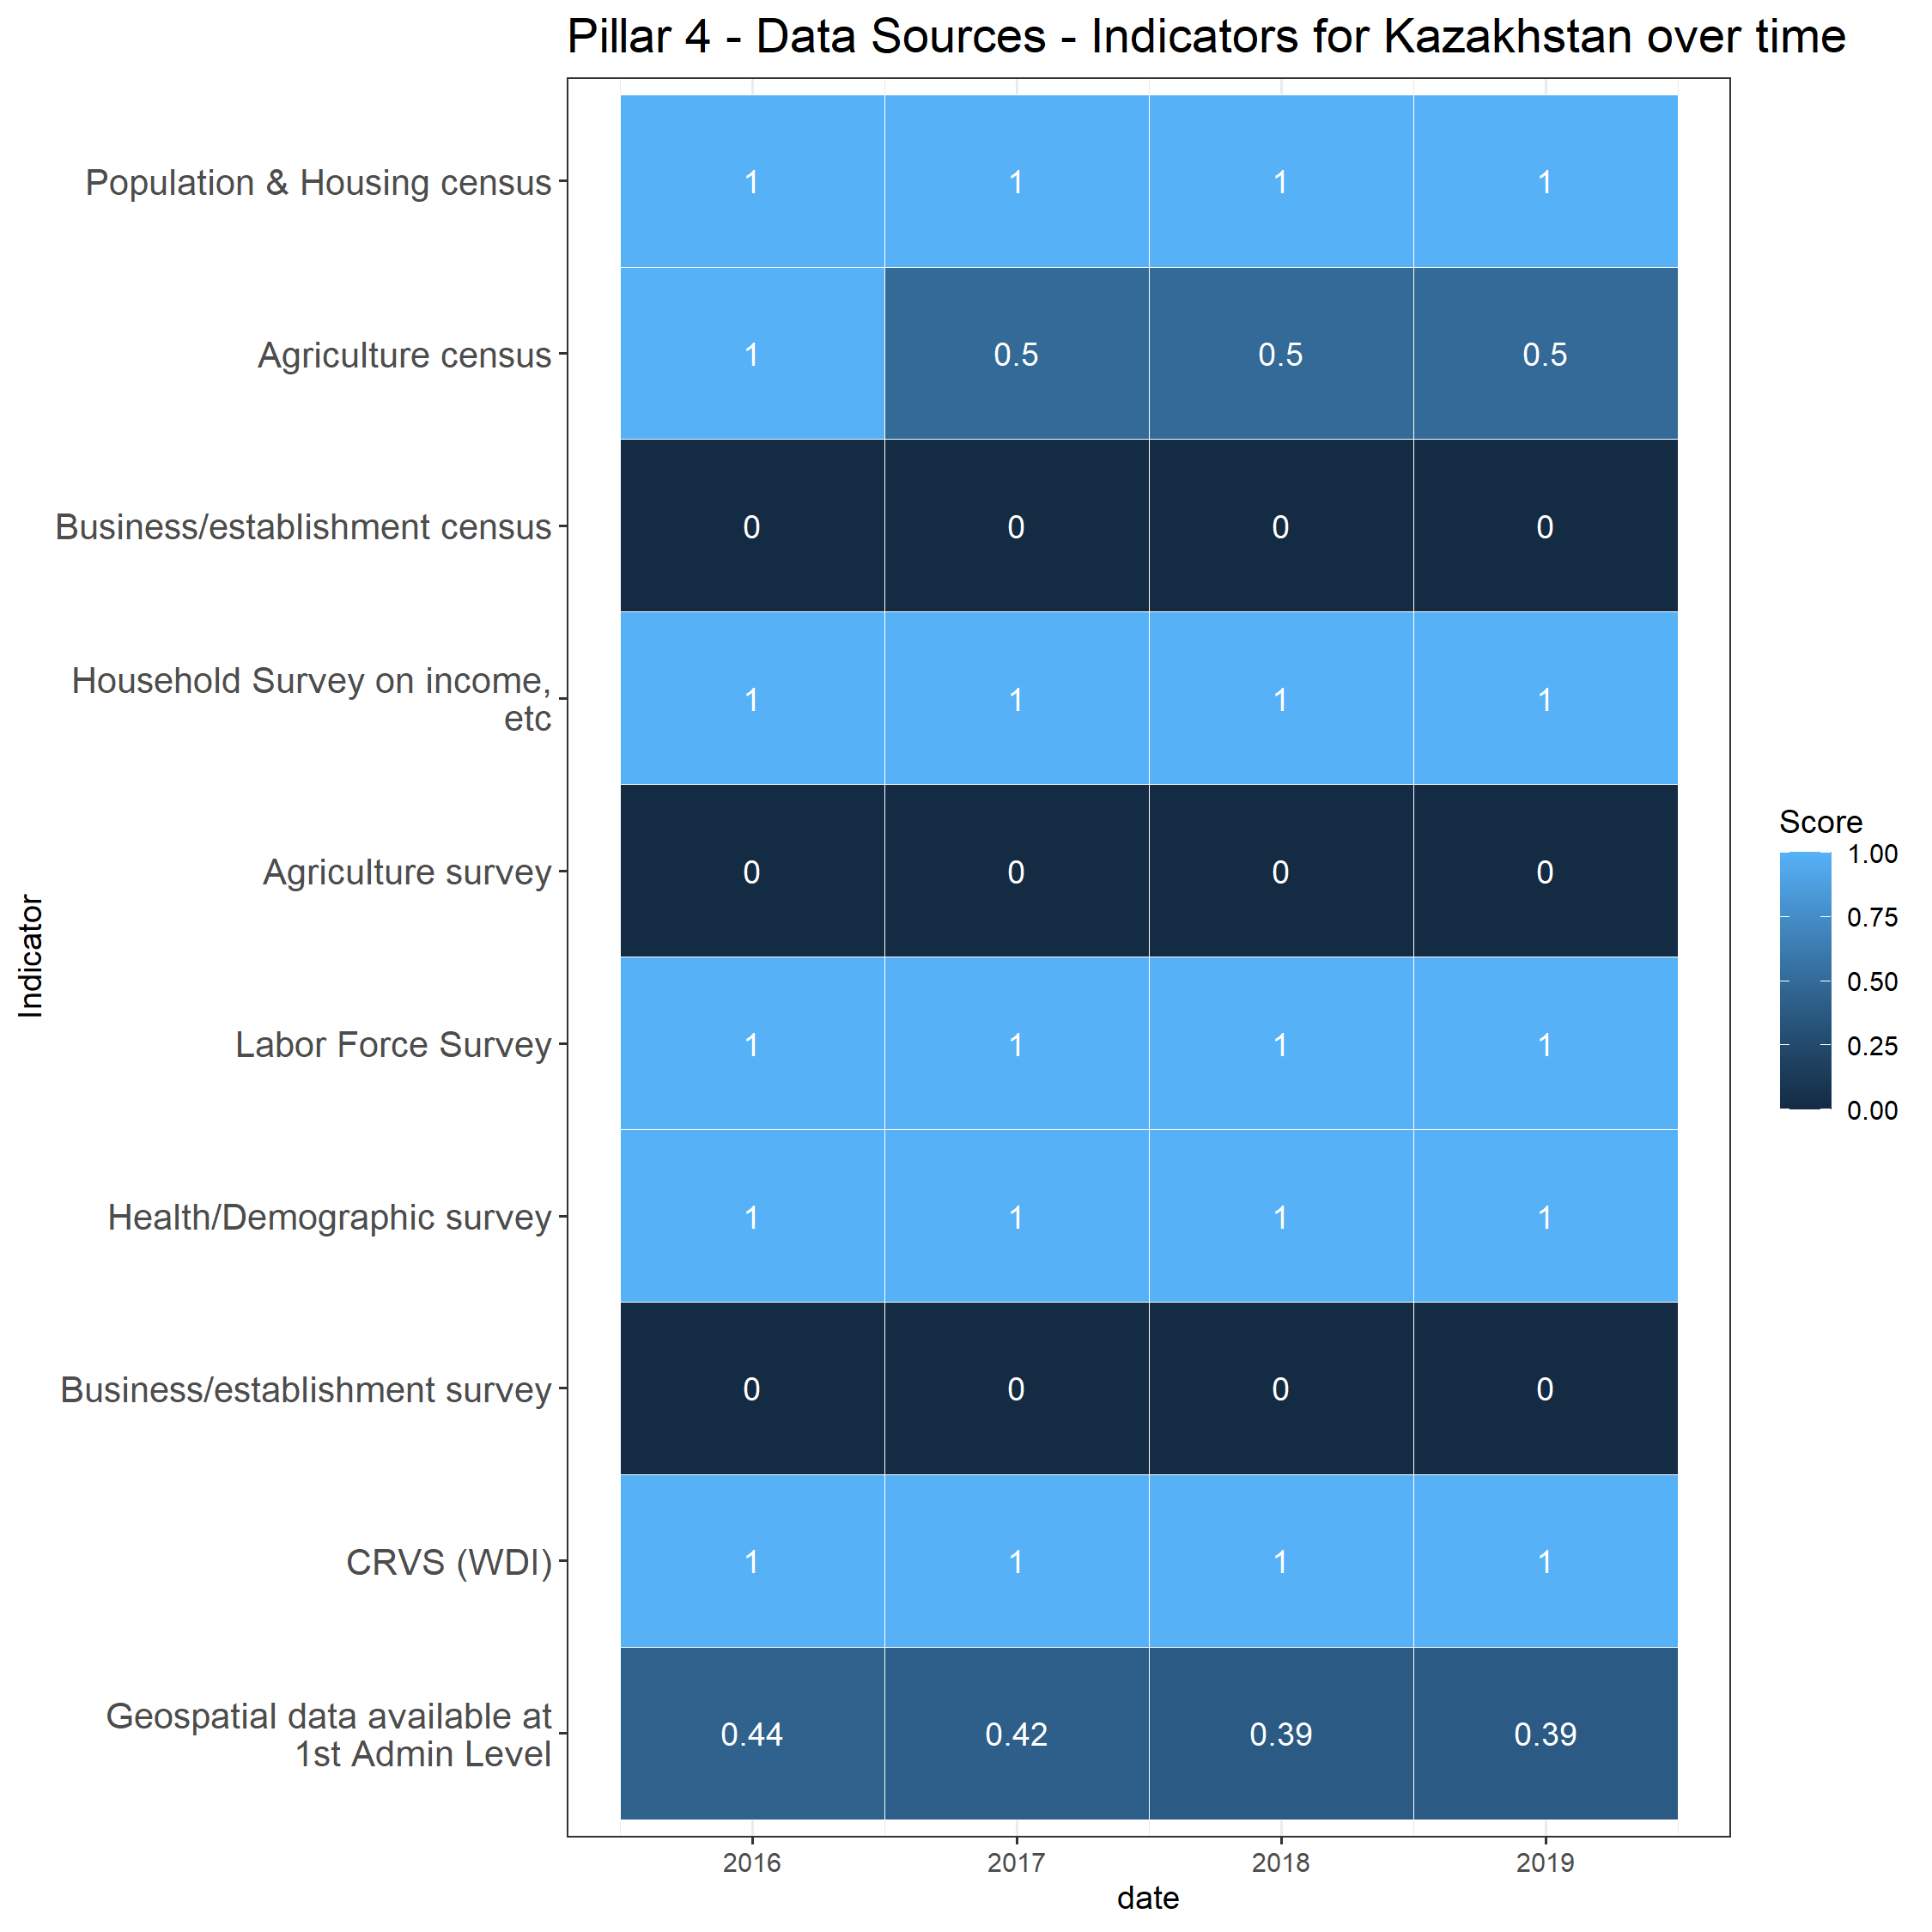 Pillar 4 - Data Sources - Indicators for Kazakhstan over time
Indicator
Population & Housing census
1 1 1 1
Agriculture census
1 0.5 0.5 0.5
Business/establishment census
0 0 0 0
Household Survey on income,
etc
1 1 1 1
Agriculture survey
0 0 0 0
Labor Force Survey
1 1 1 1
Health/Demographic survey
1 1 1 1
Business/establishment survey
0 0 0 0
CRVS (WDI)
1 1 1 1
Geospatial data available at
1st Admin Level
0.44 0.42 0.39 0.39
2016 2017 2018 2019
date
Score
1.00
0.75
0.50
0.25
0.00